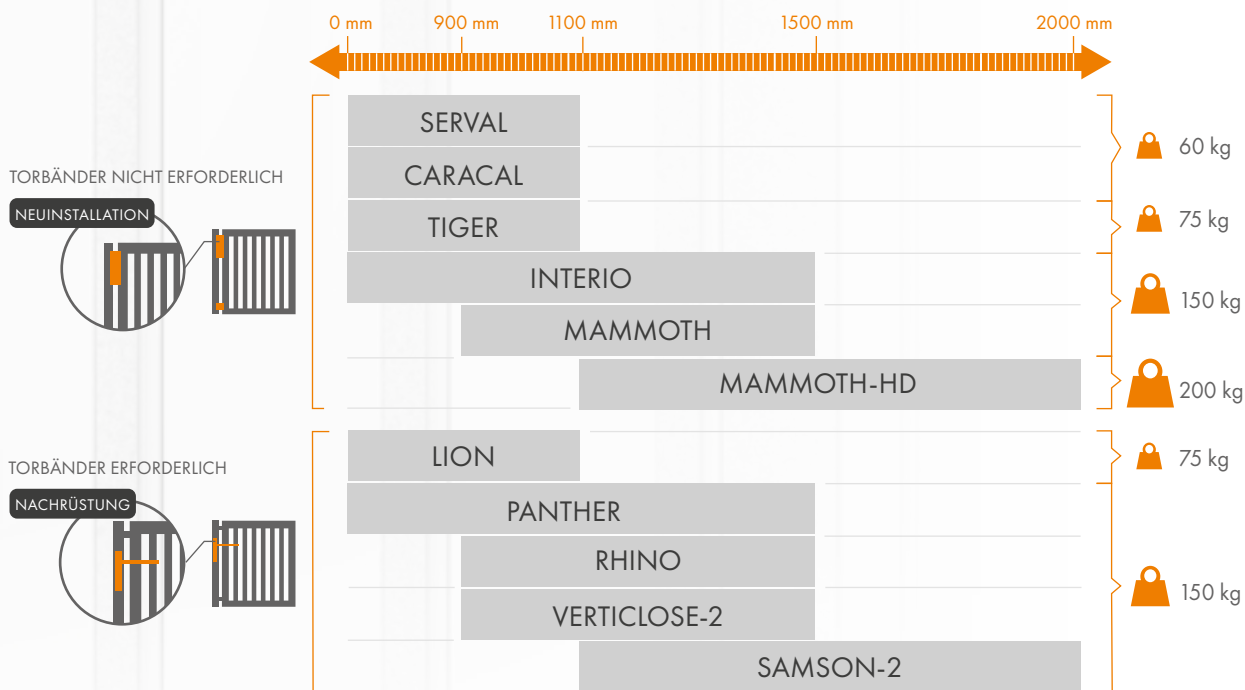 0 mm 900 mm 1100 mm 1500 mm 2000 mm
SERVAL
60 kg
CARACAL
TORBÄNDER NICHT ERFORDERLICH
NEUINSTALLATION
TIGER
75 kg
INTERIO
150 kg
MAMMOTH
MAMMOTH-HD
200 kg
LION
75 kg
TORBÄNDER ERFORDERLICH
NACHRÜSTUNG
PANTHER
RHINO
150 kg
VERTICLOSE-2
SAMSON-2